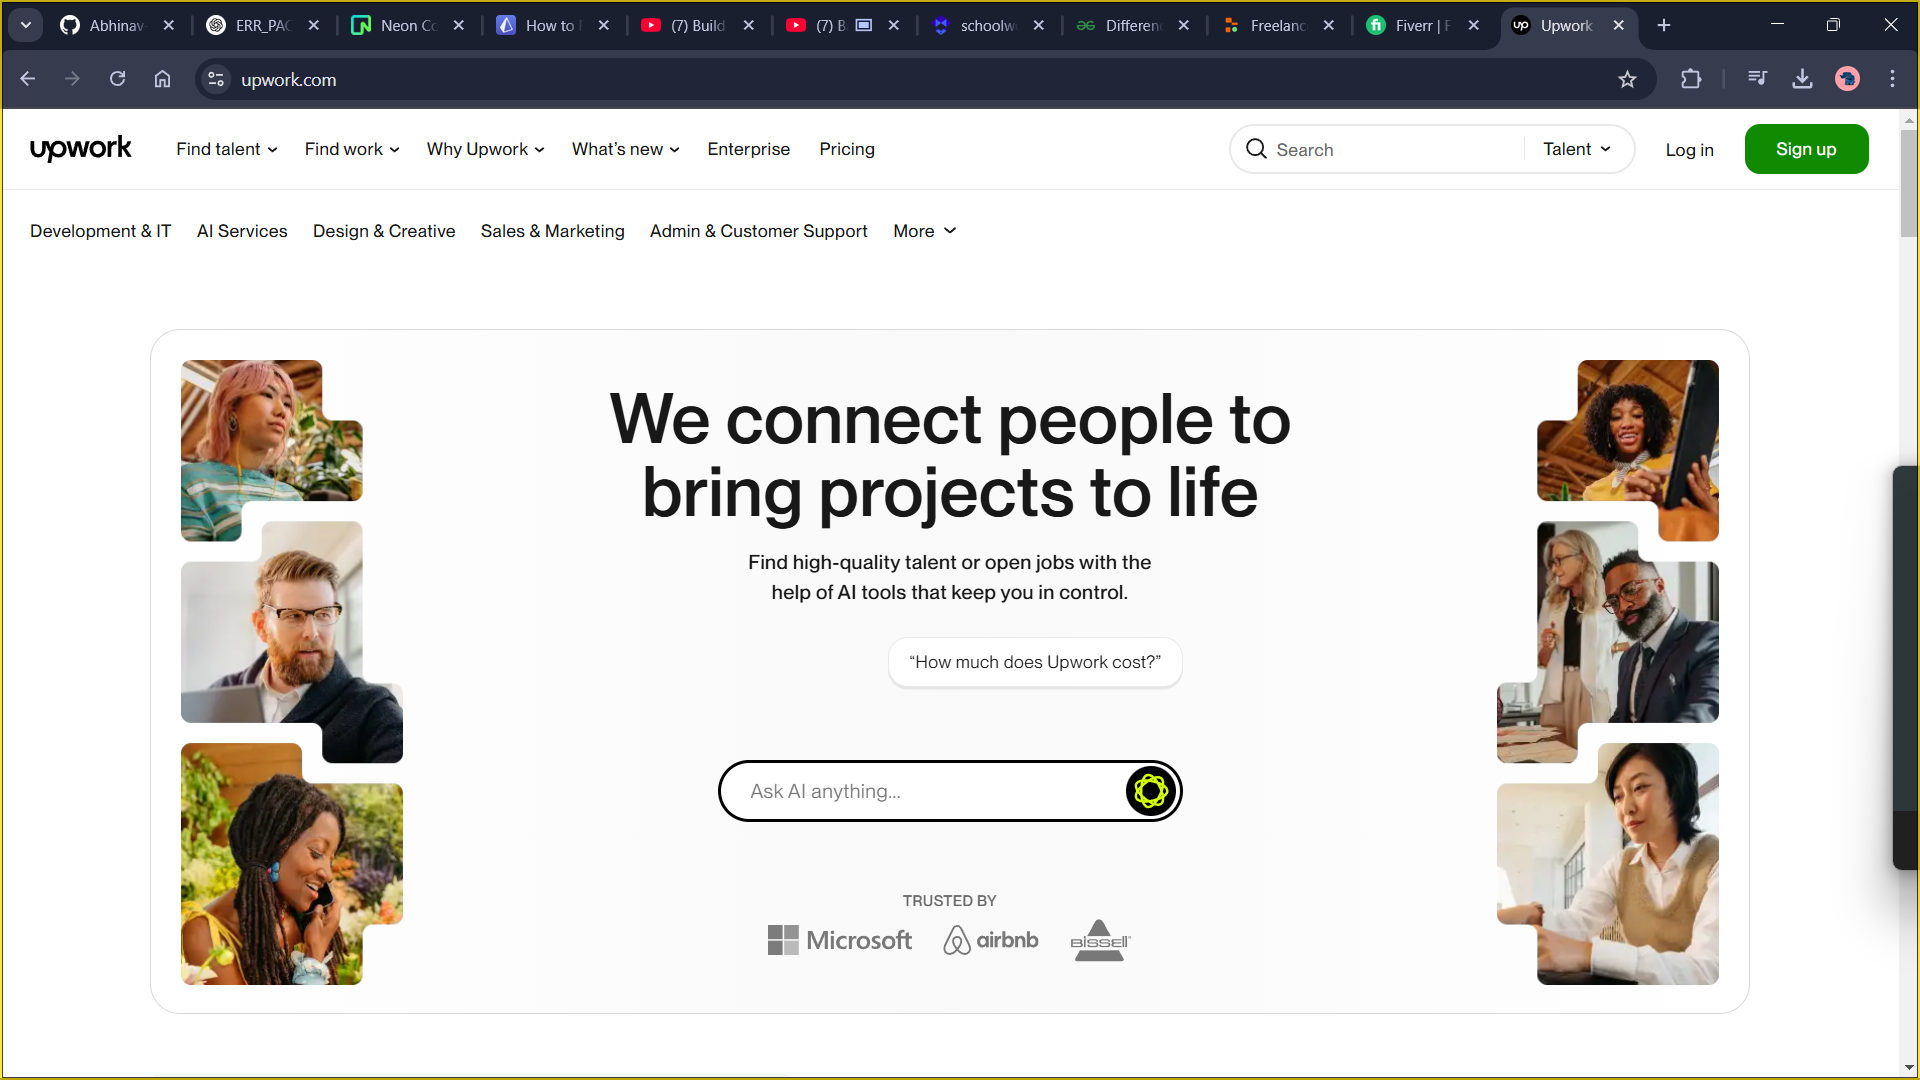 Abhinav-
ERR_PAC
Neon Co
How to
(7) Build
(7) B
schoolw
Differen
Freelanc
Fiverr | F
Upwork
upwork.com
upwork
Find talent
Find work
Why Upwork
What's new
Enterprise
Pricing
Search
Talent
Log in
Sign up
Development & IT
AI Services
Design & Creative
Sales & Marketing
Admin & Customer Support
More
We connect people to
bring projects to life
Find high-quality talent or open jobs with the
help of AI tools that keep you in control.
“How much does Upwork cost?”
Ask AI anything...
TRUSTED BY
Microsoft
airbnb
BISSELL